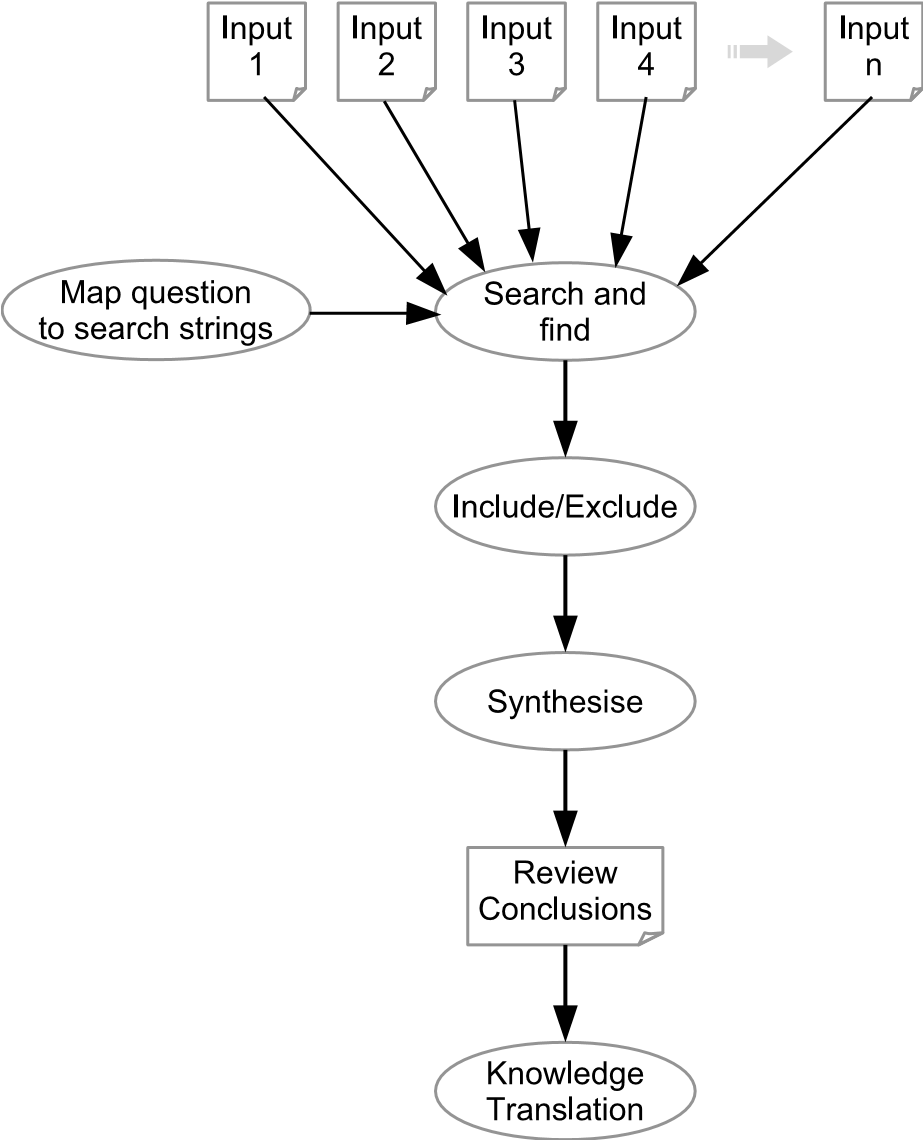 Input
1
Input
2
Input
3
Input
4
Input
n
Map question
to search strings
Search and
find
Include/Exclude
Synthesise
Review
Conclusions
Knowledge
Translation